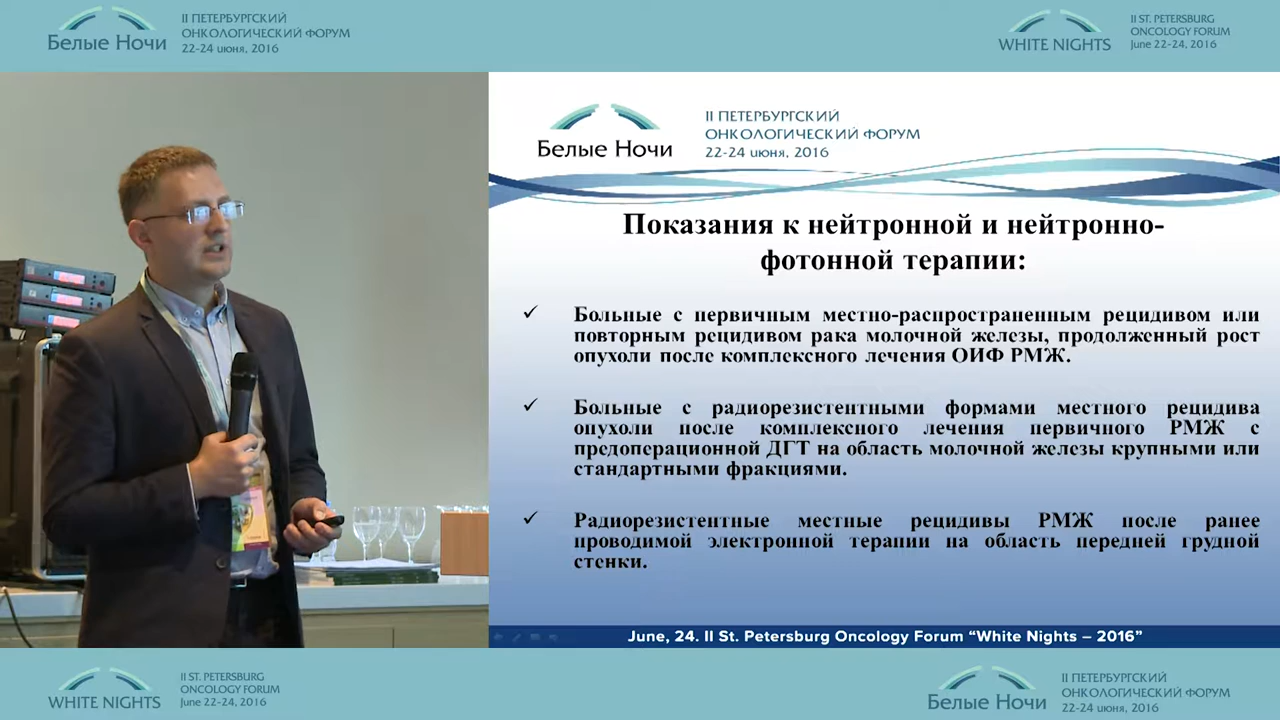 Белые Ночи
II ПЕТЕРБУРГСКИЙ
ОНКОЛОГИЧЕСКИЙ ФОРУМ
22-24 июня, 2016
WHITE NIGHTS
II ST. PETERSBURG
ONCOLOGY FORUM
June 22-24, 2016
Белые Ночи
II ПЕТЕРБУРГСКИЙ
ОНКОЛОГИЧЕСКИЙ ФОРУМ
22-24 июня, 2016
Показания к нейтронной и нейтронно-
фотонной терапии:
✓ Больные с первичным местно-распространенным рецидивом или
повторным рецидивом рака молочной железы, продолженный рост
опухоли после комплексного лечения ОИФ РМЖ.
✓ Больные с радиорезистентными формами местного рецидива
опухоли после комплексного лечения первичного РМЖ с
предоперационной ДГТ на область молочной железы крупными или
стандартными фракциями.
✓ Радиорезистентные местные рецидивы РМЖ после ранее
проводимой электронной терапии на область передней грудной
стенки.
June, 24. II St. Petersburg Oncology Forum “White Nights – 2016”
WHITE NIGHTS
II ST. PETERSBURG
ONCOLOGY FORUM
June 22-24, 2016
Белые Ночи
II ПЕТЕРБУРГСКИЙ
ОНКОЛОГИЧЕСКИЙ ФОРУМ
22-24 июня, 2016